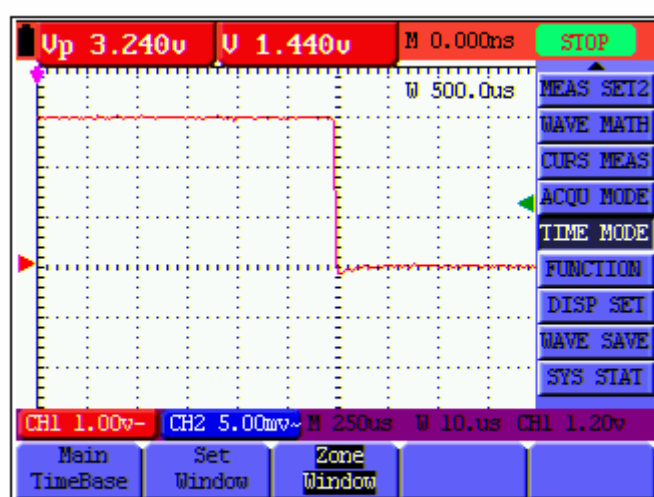 Vp 3.240v V 1.440v M 0.000ns STOP
W 500.0us
MEAS SET2
WAVE MATH
CURS MEAS
ACQU MODE
TIME MODE
FUNCTION
DISP SET
WAVE SAVE
SYS STAT
CH1 1.00v- CH2 5.00mv~ M 250us W 10.us CH1 1.20v
Main TimeBase
Set Window
Zone Window